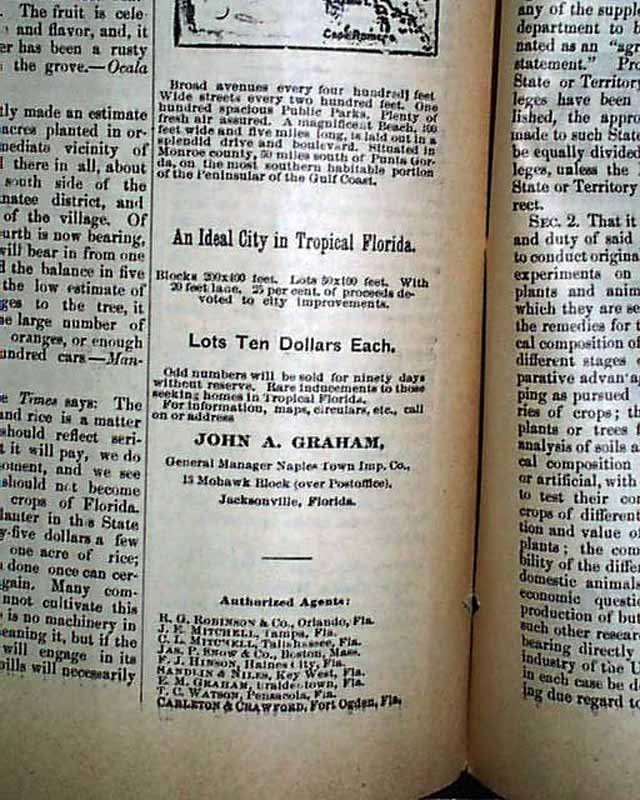 The fruit is cele-
and flavor, and, it
er has been a rusty
the grove.—Ocala
tly made an estimate
acres planted in or-
mediate vicinity of
there in all, about
south side of the
natee district, and
of the village. Of
urth is now bearing,
will bear in from one
the balance in five
the low estimate of
ges to the tree, it
e large number of
oranges, or enough
undred cars—Man-
e Times says: The
and rice is a matter
should reflect seri-
t it will pay, we do
oment, and we see
should not become
crops of Florida.
lanter in this State
y-five dollars a few
one acre of rice;
done once can cer-
gain. Many com-
nnot cultivate this
is no machinery in
eaning it, but if the
will engage in its
bills will necessarily
Cape Romano
Broad avenues every four hundred feet
Wide streets every two hundred feet. One
hundred spacious Public Parks. Plenty of
fresh air assured. A magnificent Beach, 100
feet wide and five miles long, is laid out in a
splendid drive and boulevard. Situated in
Monroe county, 50 miles south of Punta Gor-
da, on the most southern habitable portion
of the Peninsular of the Gulf Coast.
An Ideal City in Tropical Florida.
Blocks 200x400 feet. Lots 50x100 feet. With
20 feet lane. 25 per cent. of proceeds de-
voted to city improvements.
Lots Ten Dollars Each.
Odd numbers will be sold for ninety days
without reserve. Rare inducements to those
seeking homes in Tropical Florida.
For information, maps, circulars, etc., call
on or address
JOHN A. GRAHAM,
General Manager Naples Town Imp. Co.,
13 Mohawk Block (over Postoffice),
Jacksonville, Florida.
Authorized Agents:
R. G. ROBINSON & CO., Orlando, Fla.
J. E. MITCHELL, Tampa, Fla.
C. L. MITCHELL, Tallahassee, Fla.
JAS. P. SNOW & CO., Boston, Mass.
F. J. HINSON, Haines City, Fla.
SANDLIN & NILES, Key West, Fla.
E. M. GRAHAM, Braidentown, Fla.
T. C. WATSON, Pensacola, Fla.
CARLETON & CRAWFORD, Fort Ogden, Fla.
any of the supple
department to b
nated as an "agr
statement." Pro
State or Territory
leges have been
lished, the appro
made to such State
be equally divided
leges, unless the
State or Territory
rect.
SEC. 2. That it
and duty of said
to conduct original
experiments on
plants and anim
which they are se
the remedies for t
cal composition of
different stages
parative advantag
ping as pursued
ries of crops; th
plants or trees f
analysis of soils a
cal composition
or artificial, with
to test their com
crops of different
tion and value of
plants; the com
bility of the differ
domestic animals
economic questio
production of but
such other resear
bearing directly
industry of the U
in each case be d
ing due regard to